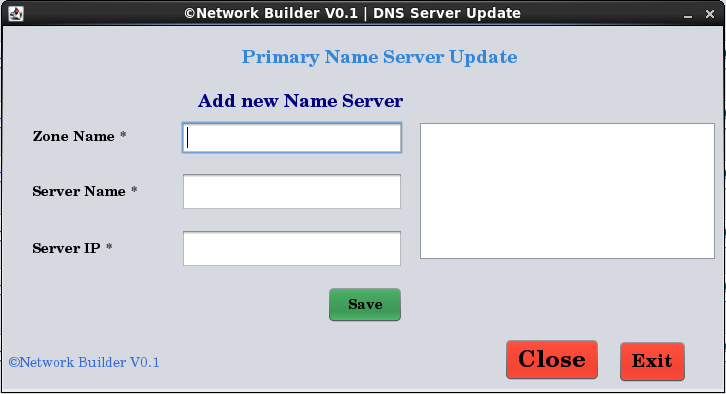 ©Network Builder V0.1 | DNS Server Update
Primary Name Server Update
Add new Name Server
Zone Name *
Server Name *
Server IP *
Save
Close
Exit
©Network Builder V0.1